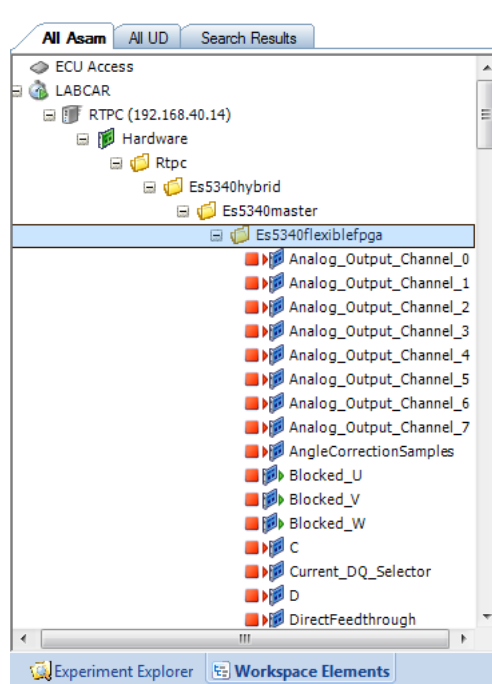 All Asam All UD Search Results
ECU Access
LABCAR
RTPC (192.168.40.14)
Hardware
Rtpc
Es5340hybrid
Es5340master
Es5340flexiblefpga
Analog_Output_Channel_0
Analog_Output_Channel_1
Analog_Output_Channel_2
Analog_Output_Channel_3
Analog_Output_Channel_4
Analog_Output_Channel_5
Analog_Output_Channel_6
Analog_Output_Channel_7
AngleCorrectionSamples
Blocked_U
Blocked_V
Blocked_W
C
Current_DQ_Selector
D
DirectFeedthrough
Experiment Explorer Workspace Elements